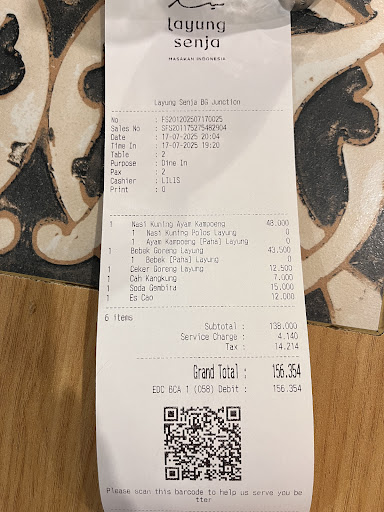 layung
senja
MASAKAN INDONESIA
Layung Senja BG Junction
No : FS201202507170025
Sales No : SFS201175275482904
Date : 17-07-2025 20:04
Time In : 17-07-2025 19:20
Table : 2
Purpose : Dine In
Pax : 2
Cashier : LILIS
Print : 0
1 Nasi Kuning Ayam Kampoeng 48.000
1 Nasi Kuning Polos Layung 0
1 Ayam Kampoeng [Paha] Layung 0
1 Bebek Goreng Layung 43.500
1 Bebek [Paha] Layung 0
1 Ceker Goreng Layung 12.500
1 Cah Kangkung 7.000
1 Soda Gembira 15.000
1 Es Cao 12.000
6 items
Subtotal : 138.000
Service Charge : 4.140
Tax : 14.214
Grand Total : 156.354
EDC BCA 1 (058) Debit : 156.354
Please scan this barcode to help us serve you be
tter